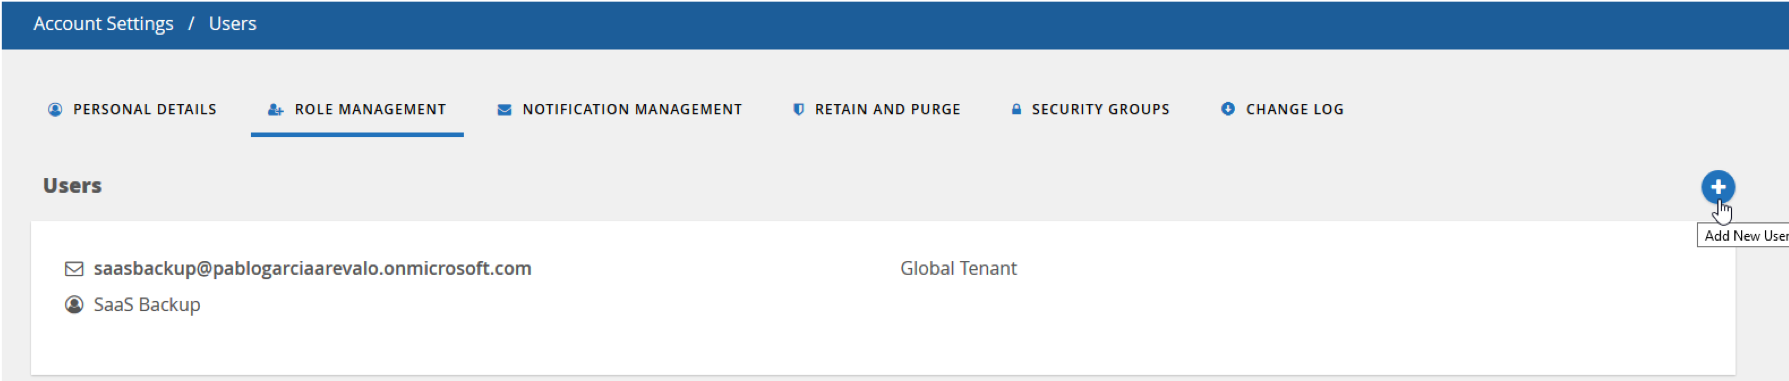 Account Settings / Users
PERSONAL DETAILS ROLE MANAGEMENT NOTIFICATION MANAGEMENT RETAIN AND PURGE SECURITY GROUPS CHANGE LOG
Users
Add New User
saasbackup@pablogarciaarevalo.onmicrosoft.com Global Tenant
SaaS Backup